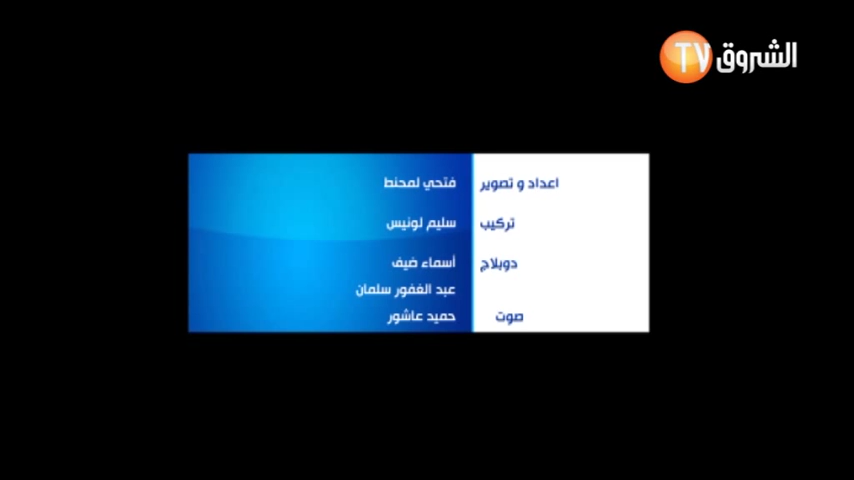 الشروق TV
اعداد و تصوير فتحي لمحنط
تركيب سليم لونيس
دوبلاج أسماء ضيف
عبد الغفور سلمان
صوت حميد عاشور